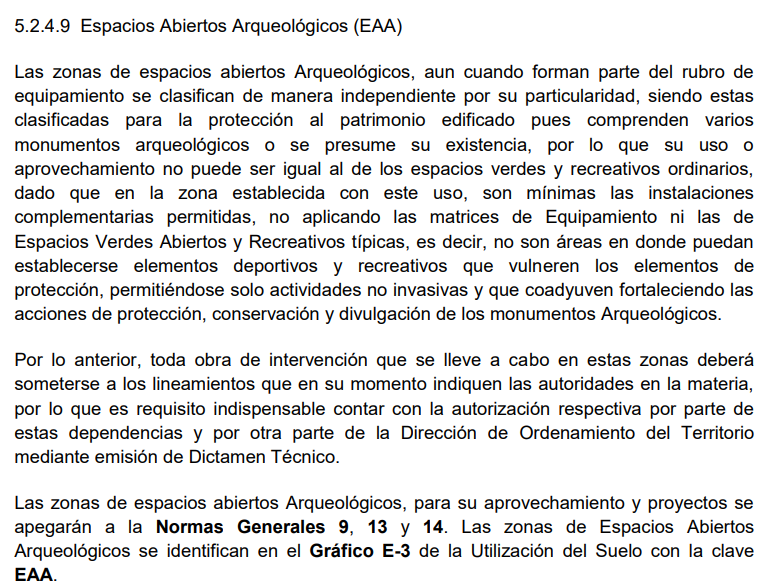 5.2.4.9 Espacios Abiertos Arqueológicos (EAA)
Las zonas de espacios abiertos Arqueológicos, aun cuando forman parte del rubro de
equipamiento se clasifican de manera independiente por su particularidad, siendo estas
clasificadas para la protección al patrimonio edificado pues comprenden varios
monumentos arqueológicos o se presume su existencia, por lo que su uso o
aprovechamiento no puede ser igual al de los espacios verdes y recreativos ordinarios,
dado que en la zona establecida con este uso, son mínimas las instalaciones
complementarias permitidas, no aplicando las matrices de Equipamiento ni las de
Espacios Verdes Abiertos y Recreativos típicas, es decir, no son áreas en donde puedan
establecerse elementos deportivos y recreativos que vulneren los elementos de
protección, permitiéndose solo actividades no invasivas y que coadyuven fortaleciendo las
acciones de protección, conservación y divulgación de los monumentos Arqueológicos.
Por lo anterior, toda obra de intervención que se lleve a cabo en estas zonas deberá
someterse a los lineamientos que en su momento indiquen las autoridades en la materia,
por lo que es requisito indispensable contar con la autorización respectiva por parte de
estas dependencias y por otra parte de la Dirección de Ordenamiento del Territorio
mediante emisión de Dictamen Técnico.
Las zonas de espacios abiertos Arqueológicos, para su aprovechamiento y proyectos se
apegarán a la Normas Generales 9, 13 y 14. Las zonas de Espacios Abiertos
Arqueológicos se identifican en el Gráfico E-3 de la Utilización del Suelo con la clave
EAA.